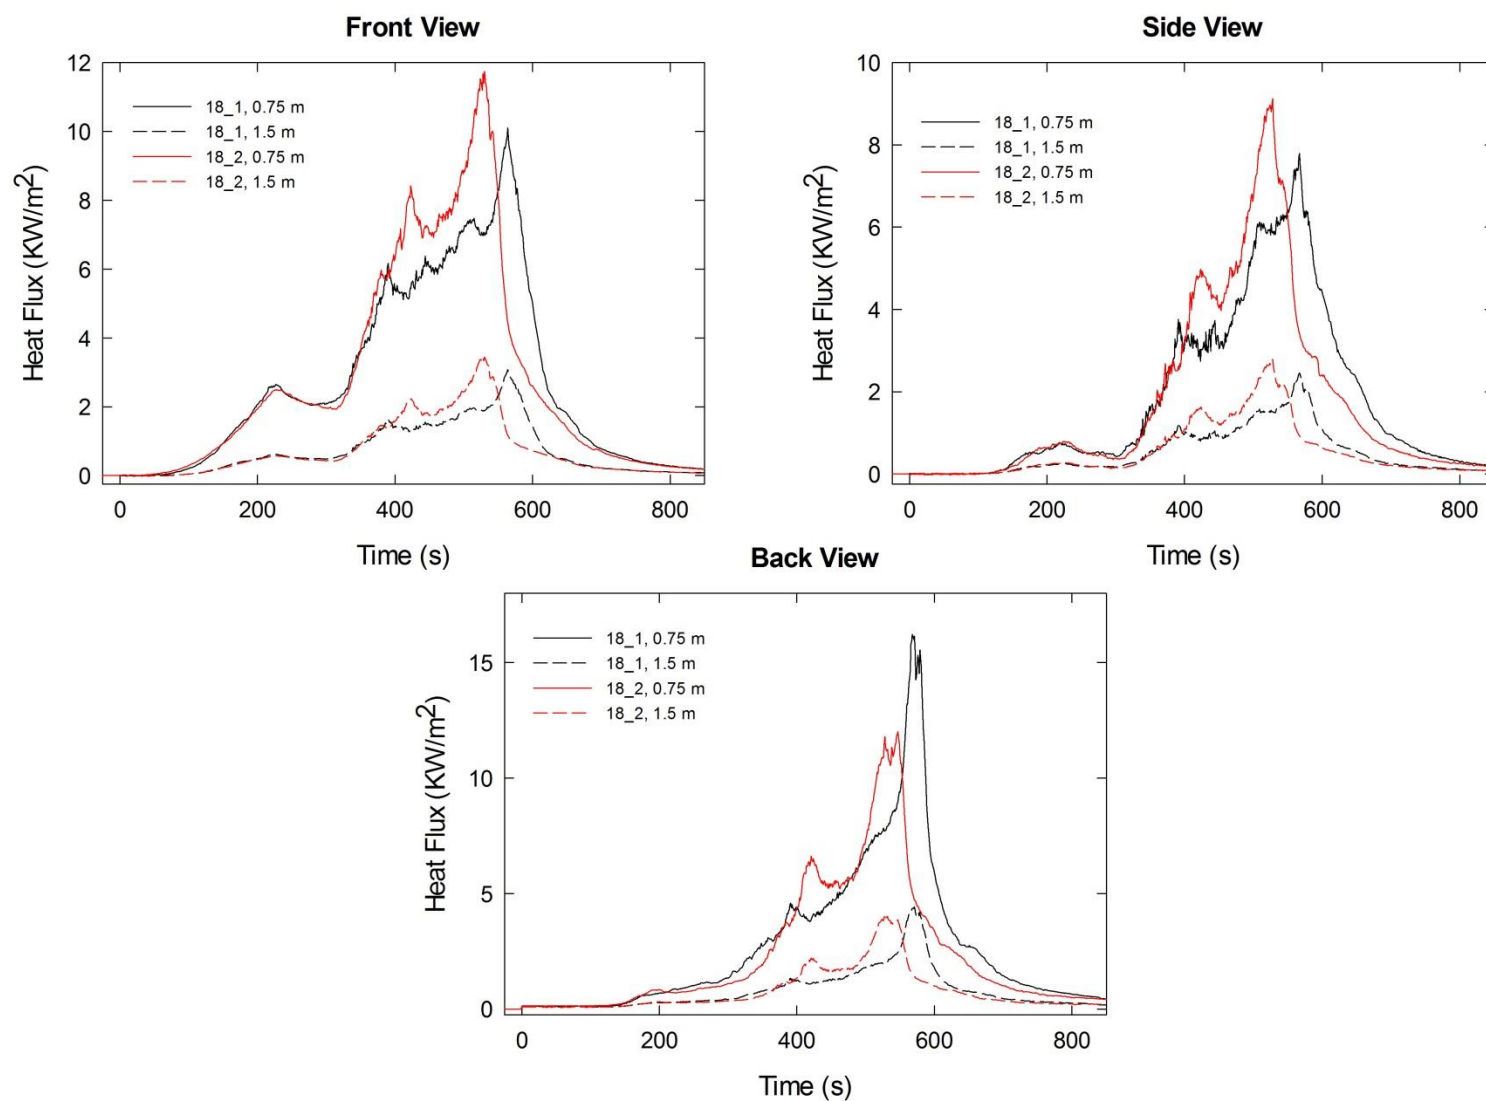 Front View
12
10
8
6
4
2
0
Heat Flux (KW/m2)
18_1, 0.75 m
18_1, 1.5 m
18_2, 0.75 m
18_2, 1.5 m
0 200 400 600 800
Time (s)
Side View
10
8
6
4
2
0
Heat Flux (KW/m2)
18_1, 0.75 m
18_1, 1.5 m
18_2, 0.75 m
18_2, 1.5 m
0 200 400 600 800
Time (s)
Back View
15
10
5
0
Heat Flux (KW/m2)
18_1, 0.75 m
18_1, 1.5 m
18_2, 0.75 m
18_2, 1.5 m
0 200 400 600 800
Time (s)